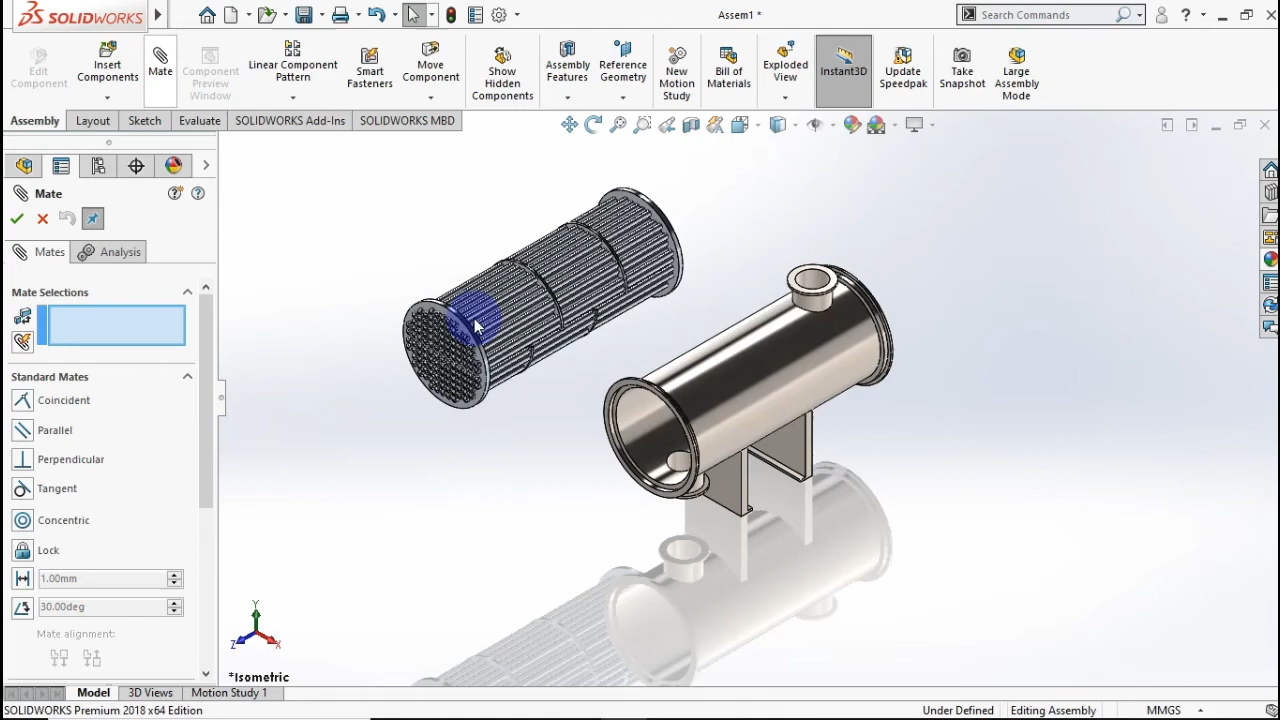 SOLIDWORKS
Assem1 *
Search Commands
Edit Component
Insert Components
Mate
Component Preview Window
Linear Component Pattern
Smart Fasteners
Move Component
Show Hidden Components
Assembly Features
Reference Geometry
New Motion Study
Bill of Materials
Exploded View
Instant3D
Update Speedpak
Take Snapshot
Large Assembly Mode
Assembly
Layout
Sketch
Evaluate
SOLIDWORKS Add-Ins
SOLIDWORKS MBD
Mate
Mates
Analysis
Mate Selections
Standard Mates
Coincident
Parallel
Perpendicular
Tangent
Concentric
Lock
1.00mm
30.00deg
Mate alignment:
Y
Z
X
*Isometric
Model
3D Views
Motion Study 1
SOLIDWORKS Premium 2018 x64 Edition
Under Defined
Editing Assembly
MMGS